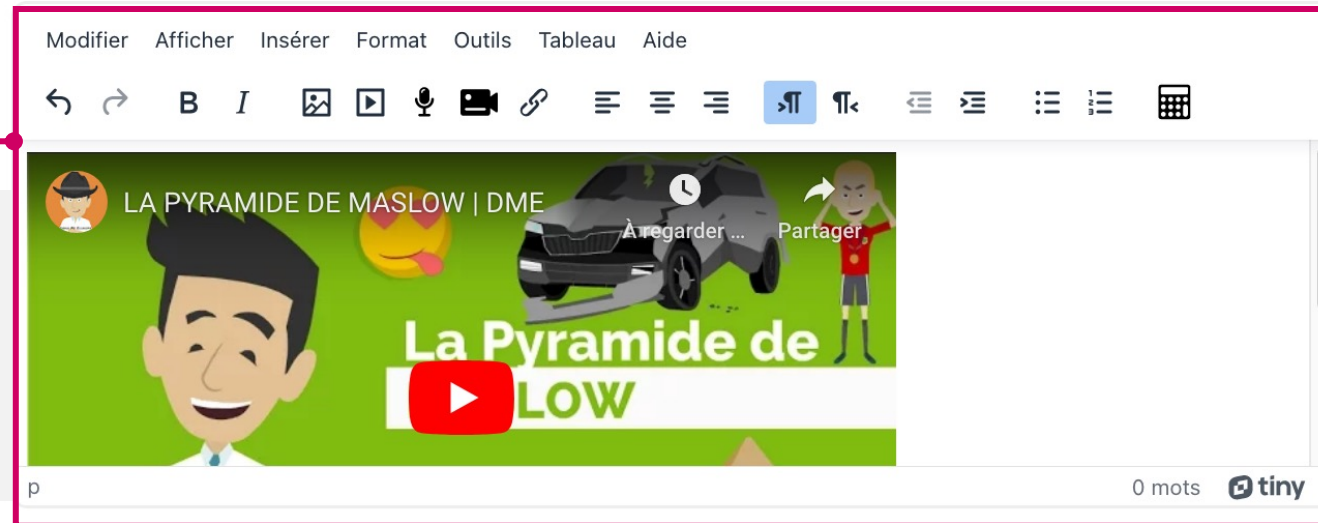 Modifier Afficher Insérer Format Outils Tableau Aide
LA PYRAMIDE DE MASLOW | DME
À regarder ... Partager
La Pyramide de
LOW
p 0 mots tiny